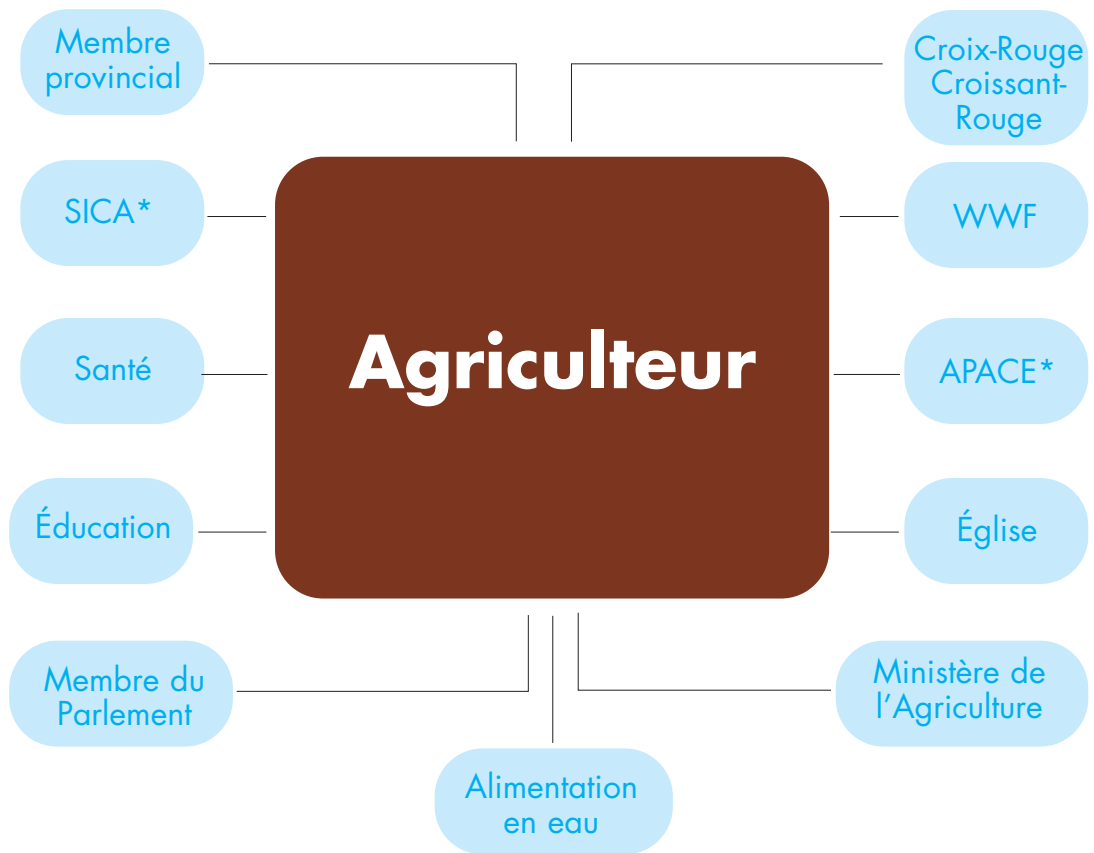 Membre
provincial
Croix-Rouge
Croissant-
Rouge
SICA*
WWF
Agriculteur
Santé
APACE*
Éducation
Église
Membre du
Parlement
Ministère de
l'Agriculture
Alimentation
en eau